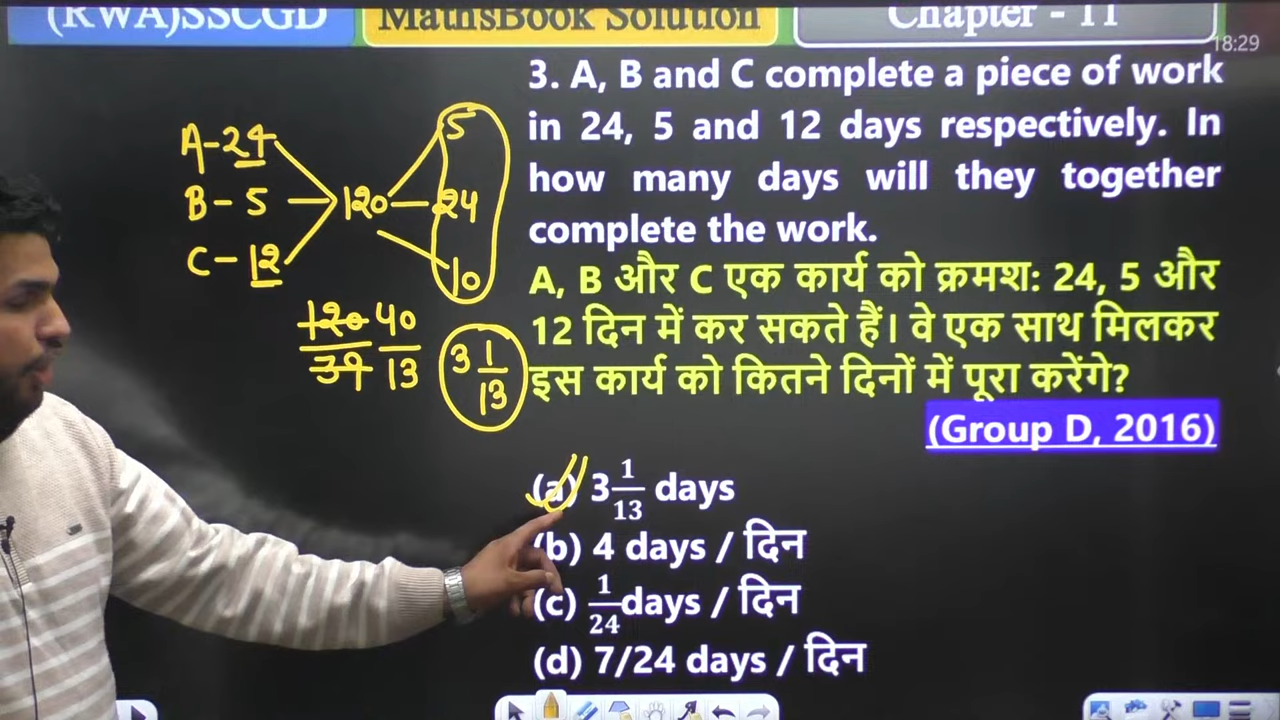 (RWA)SSCGD
MathsBook Solution
Chapter - 11
18:29
3. A, B and C complete a piece of work
in 24, 5 and 12 days respectively. In
how many days will they together
complete the work.
A, B और C एक कार्य को क्रमश: 24, 5 और
12 दिन में कर सकते हैं। वे एक साथ मिलकर
इस कार्य को कितने दिनों में पूरा करेंगे?
(Group D, 2016)
(a) 3 1/13 days
(b) 4 days / दिन
(c) 1/24 days / दिन
(d) 7/24 days / दिन
A-24
B-5
C-12
120
5
24
10
120/39 40/13
3 1/13